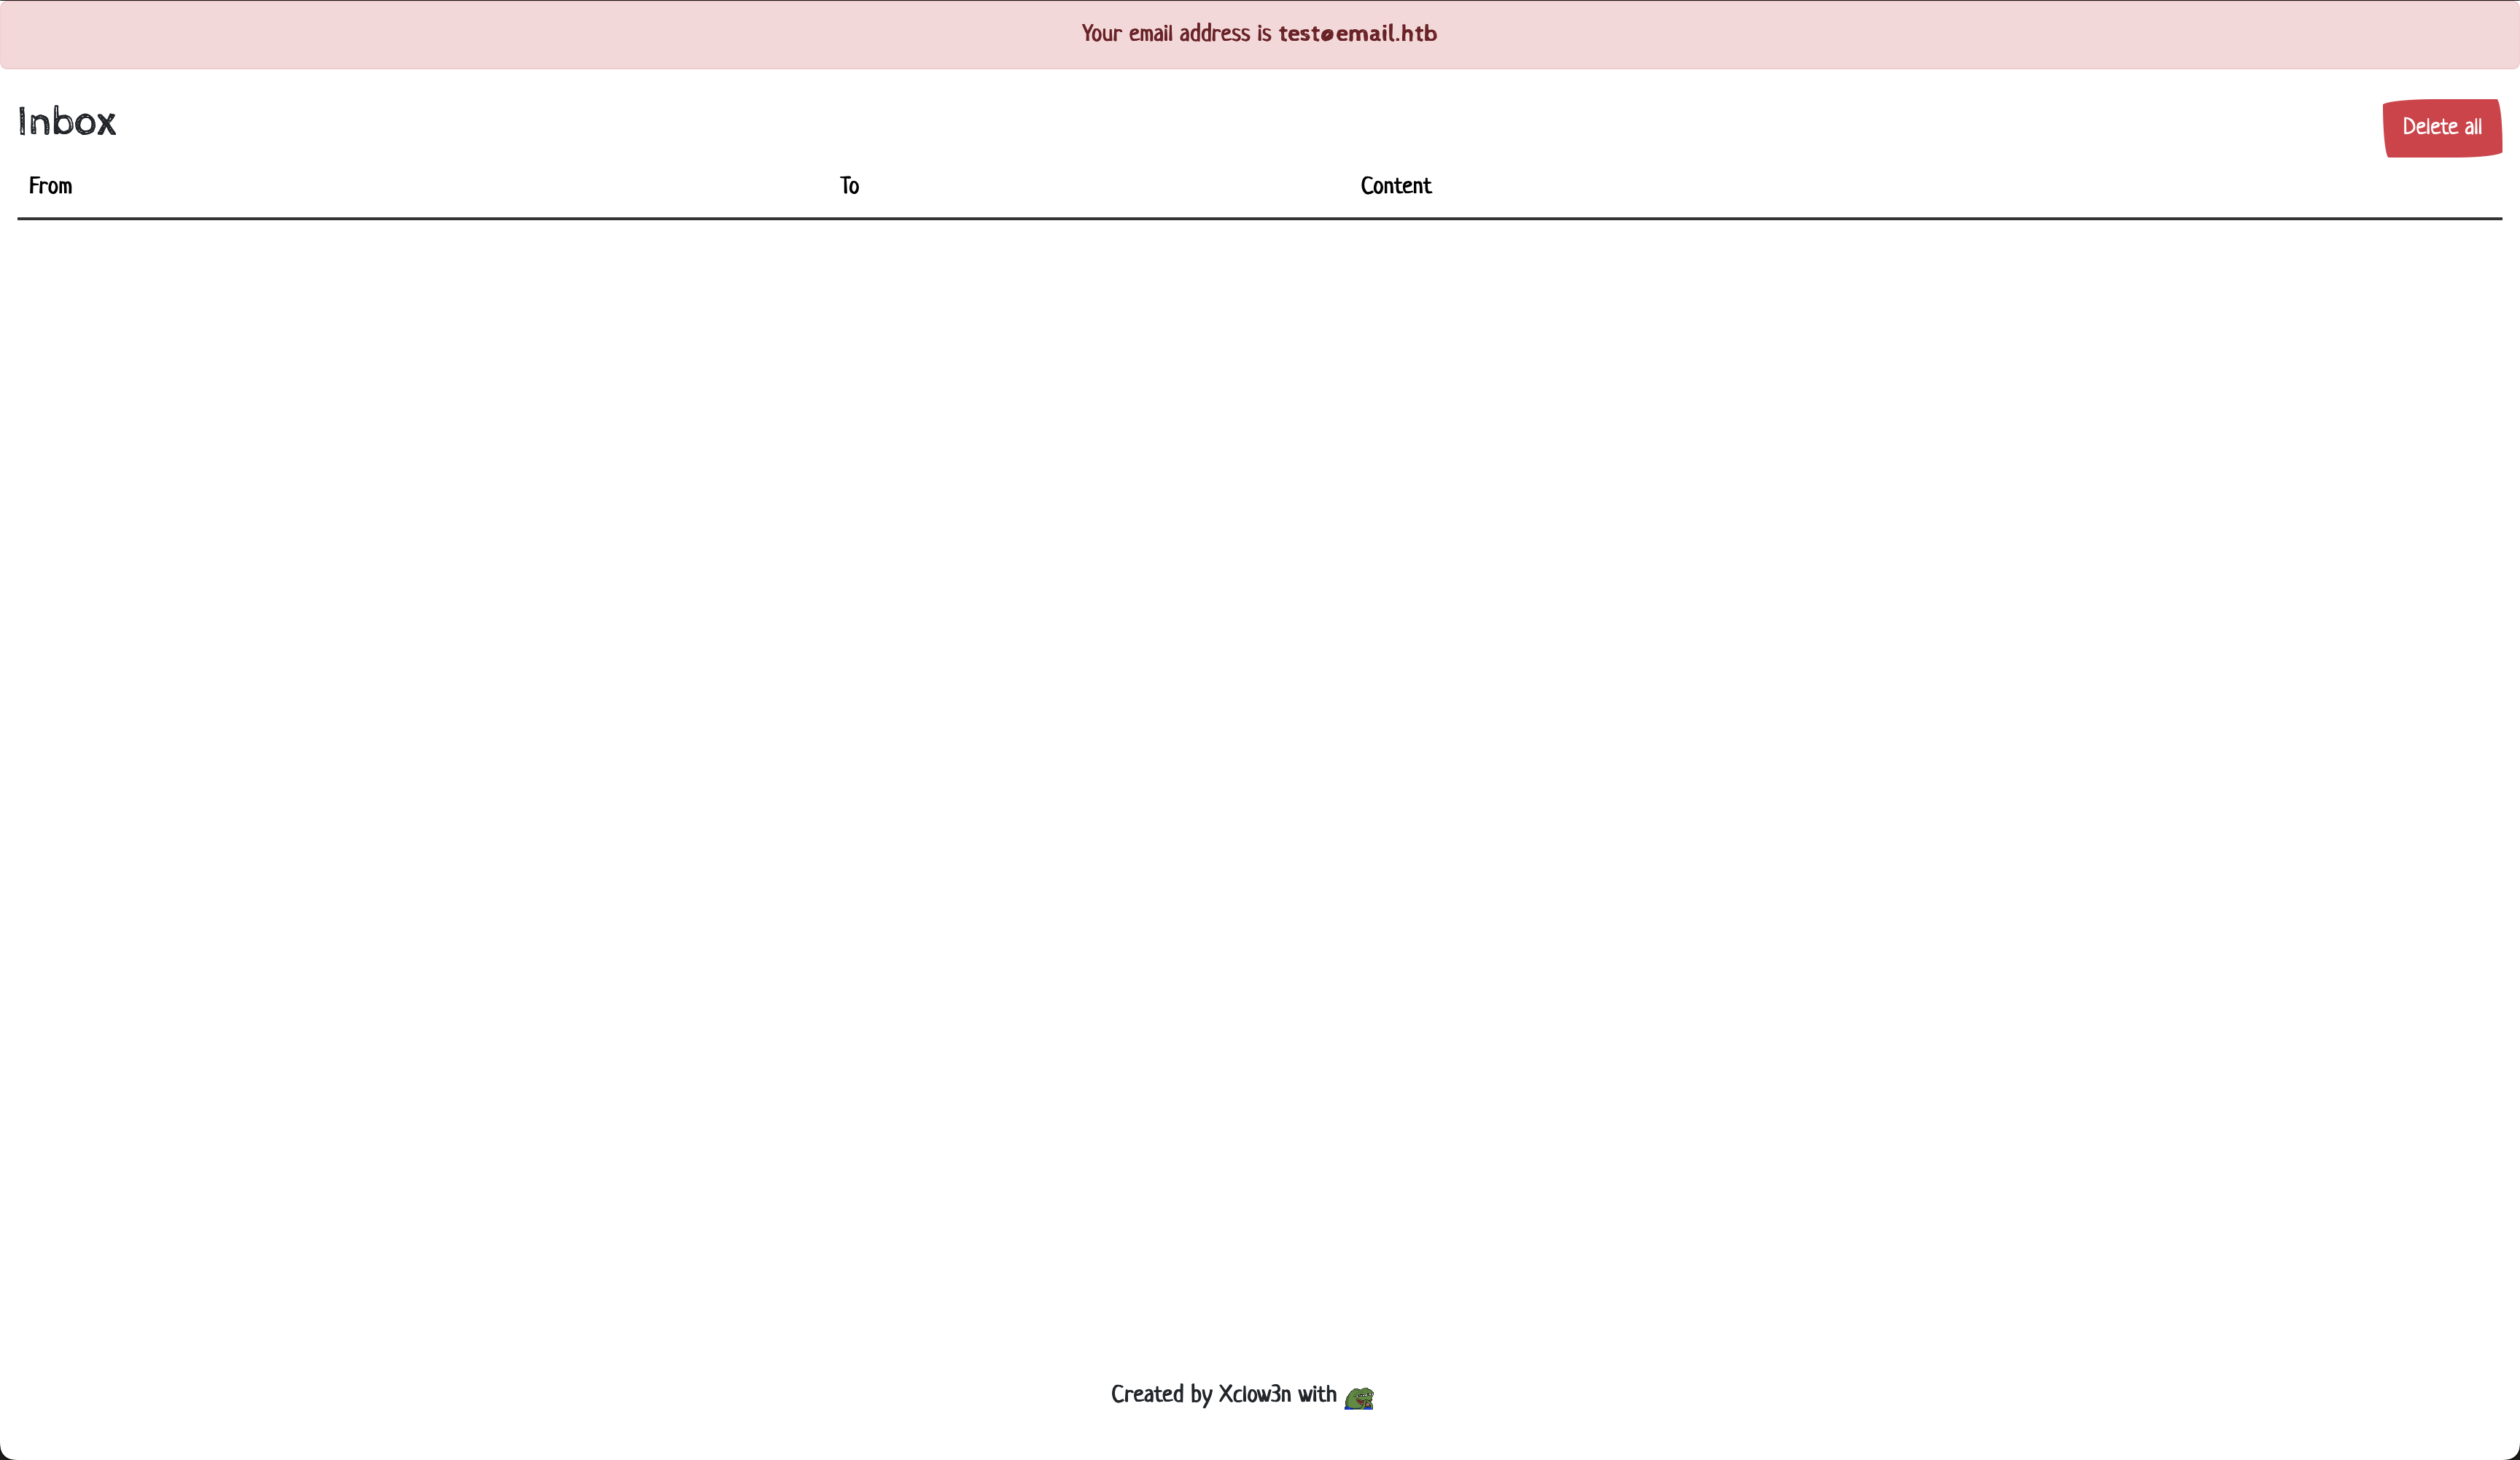 Your email address is test@email.htb
Inbox
Delete all
From To Content
Created by Xclow3n with